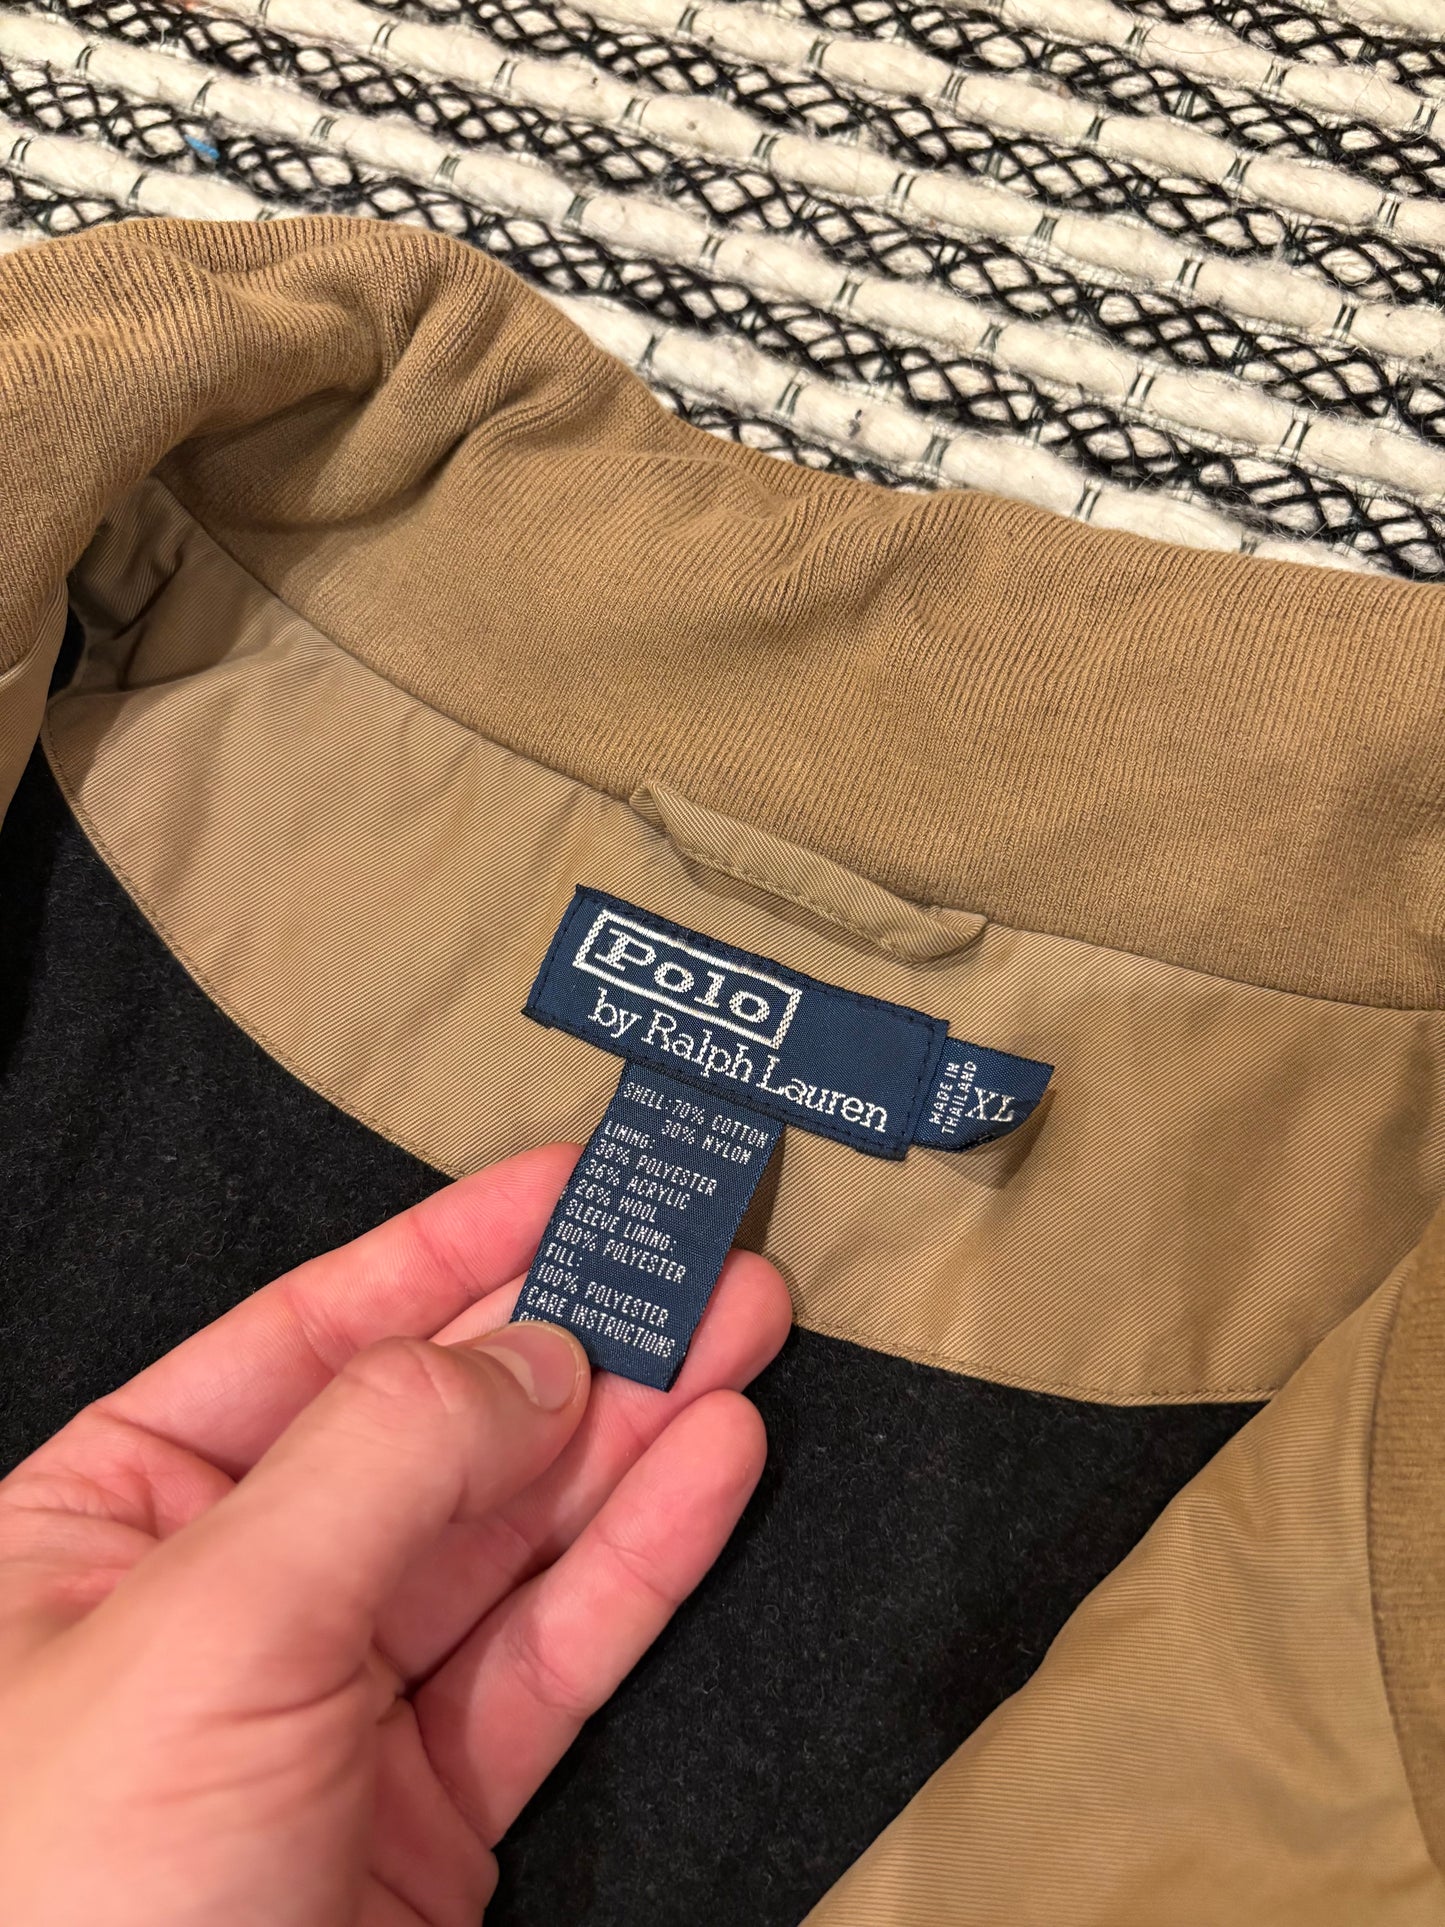 Polo
by Ralph Lauren
MADE IN
THAILAND
XL
SHELL: 70% COTTON
30% NYLON
LINING:
38% POLYESTER
36% ACRYLIC
26% WOOL
SLEEVE LINING:
100% POLYESTER
FILL:
100% POLYESTER
CARE INSTRUCTIONS